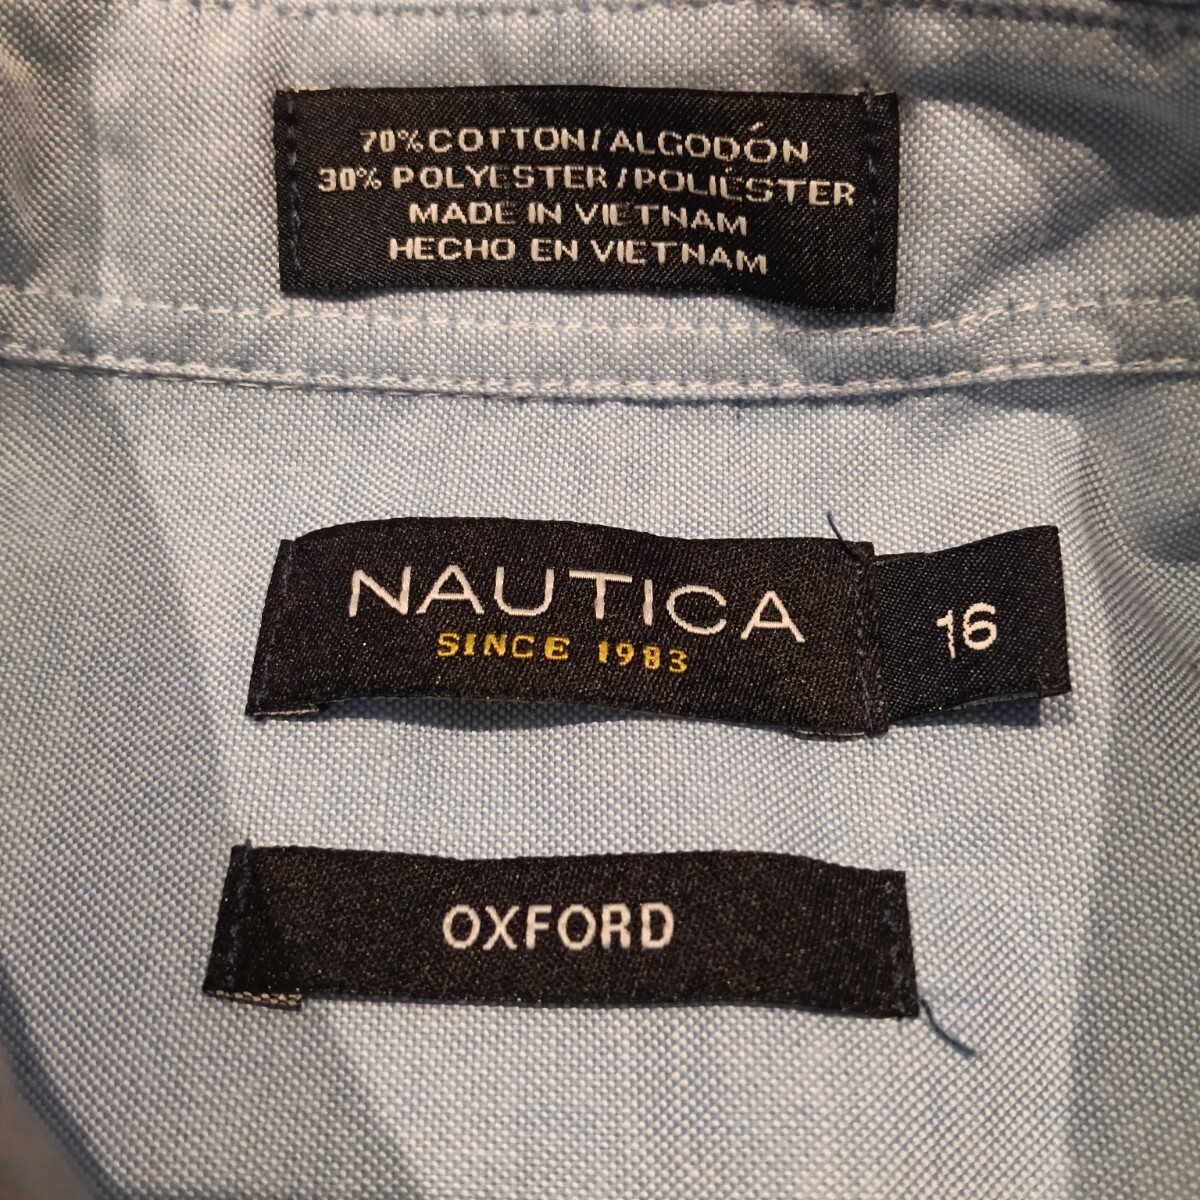 70% COTTON/ALGODÓN
30% POLYESTER/POLIÉSTER
MADE IN VIETNAM
HECHO EN VIETNAM
NAUTICA
SINCE 1983
16
OXFORD